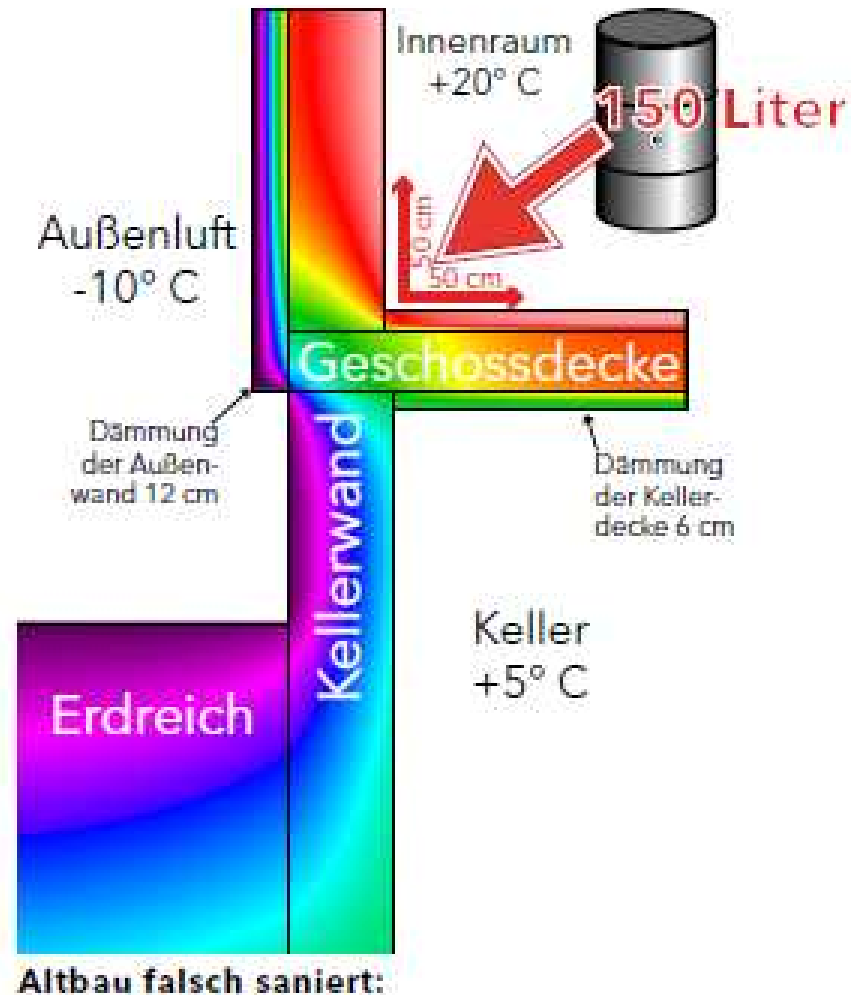 Innenraum
+20° C
150 Liter
50 cm
50 cm
Außenluft
-10° C
Geschossdecke
Dämmung
der Außen-
wand 12 cm
Dämmung
der Keller-
decke 6 cm
Kellerwand
Keller
+5° C
Erdreich
Altbau falsch saniert: